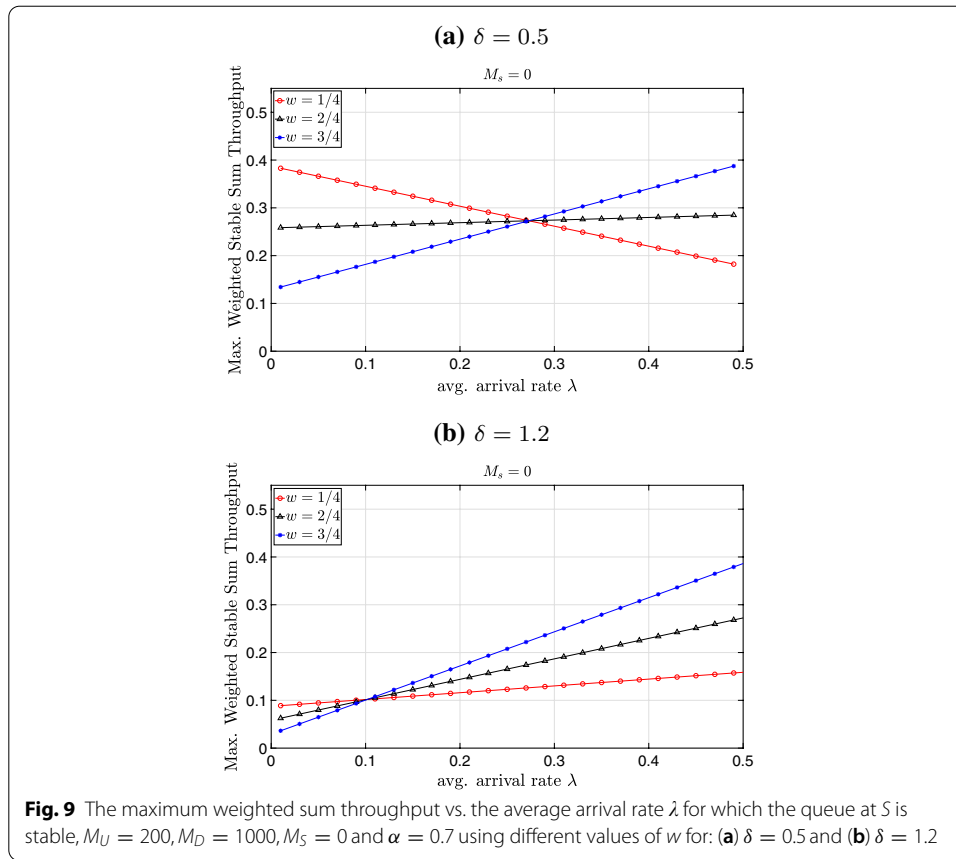 (a) δ = 0.5
M_s = 0
Max. Weighted Stable Sum Throughput
w = 1/4
w = 2/4
w = 3/4
0.5
0.4
0.3
0.2
0.1
0
0 0.1 0.2 0.3 0.4 0.5
avg. arrival rate λ
(b) δ = 1.2
M_s = 0
Max. Weighted Stable Sum Throughput
w = 1/4
w = 2/4
w = 3/4
0.5
0.4
0.3
0.2
0.1
0
0 0.1 0.2 0.3 0.4 0.5
avg. arrival rate λ
Fig. 9 The maximum weighted sum throughput vs. the average arrival rate λ for which the queue at S is
stable, M_U = 200, M_D = 1000, M_S = 0 and α = 0.7 using different values of w for: (a) δ = 0.5 and (b) δ = 1.2